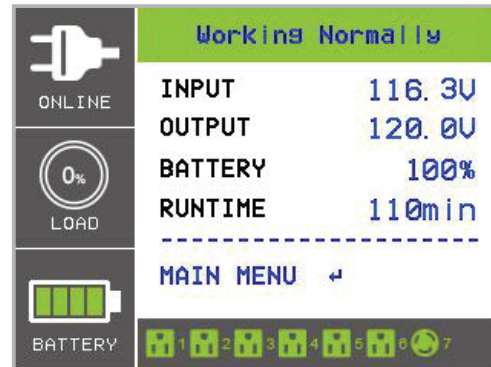 Working Normally
ONLINE
INPUT 116.3V
OUTPUT 120.0V
0%
LOAD
BATTERY 100%
RUNTIME 110min
MAIN MENU ↵
BATTERY
1 2 3 4 5 6 7